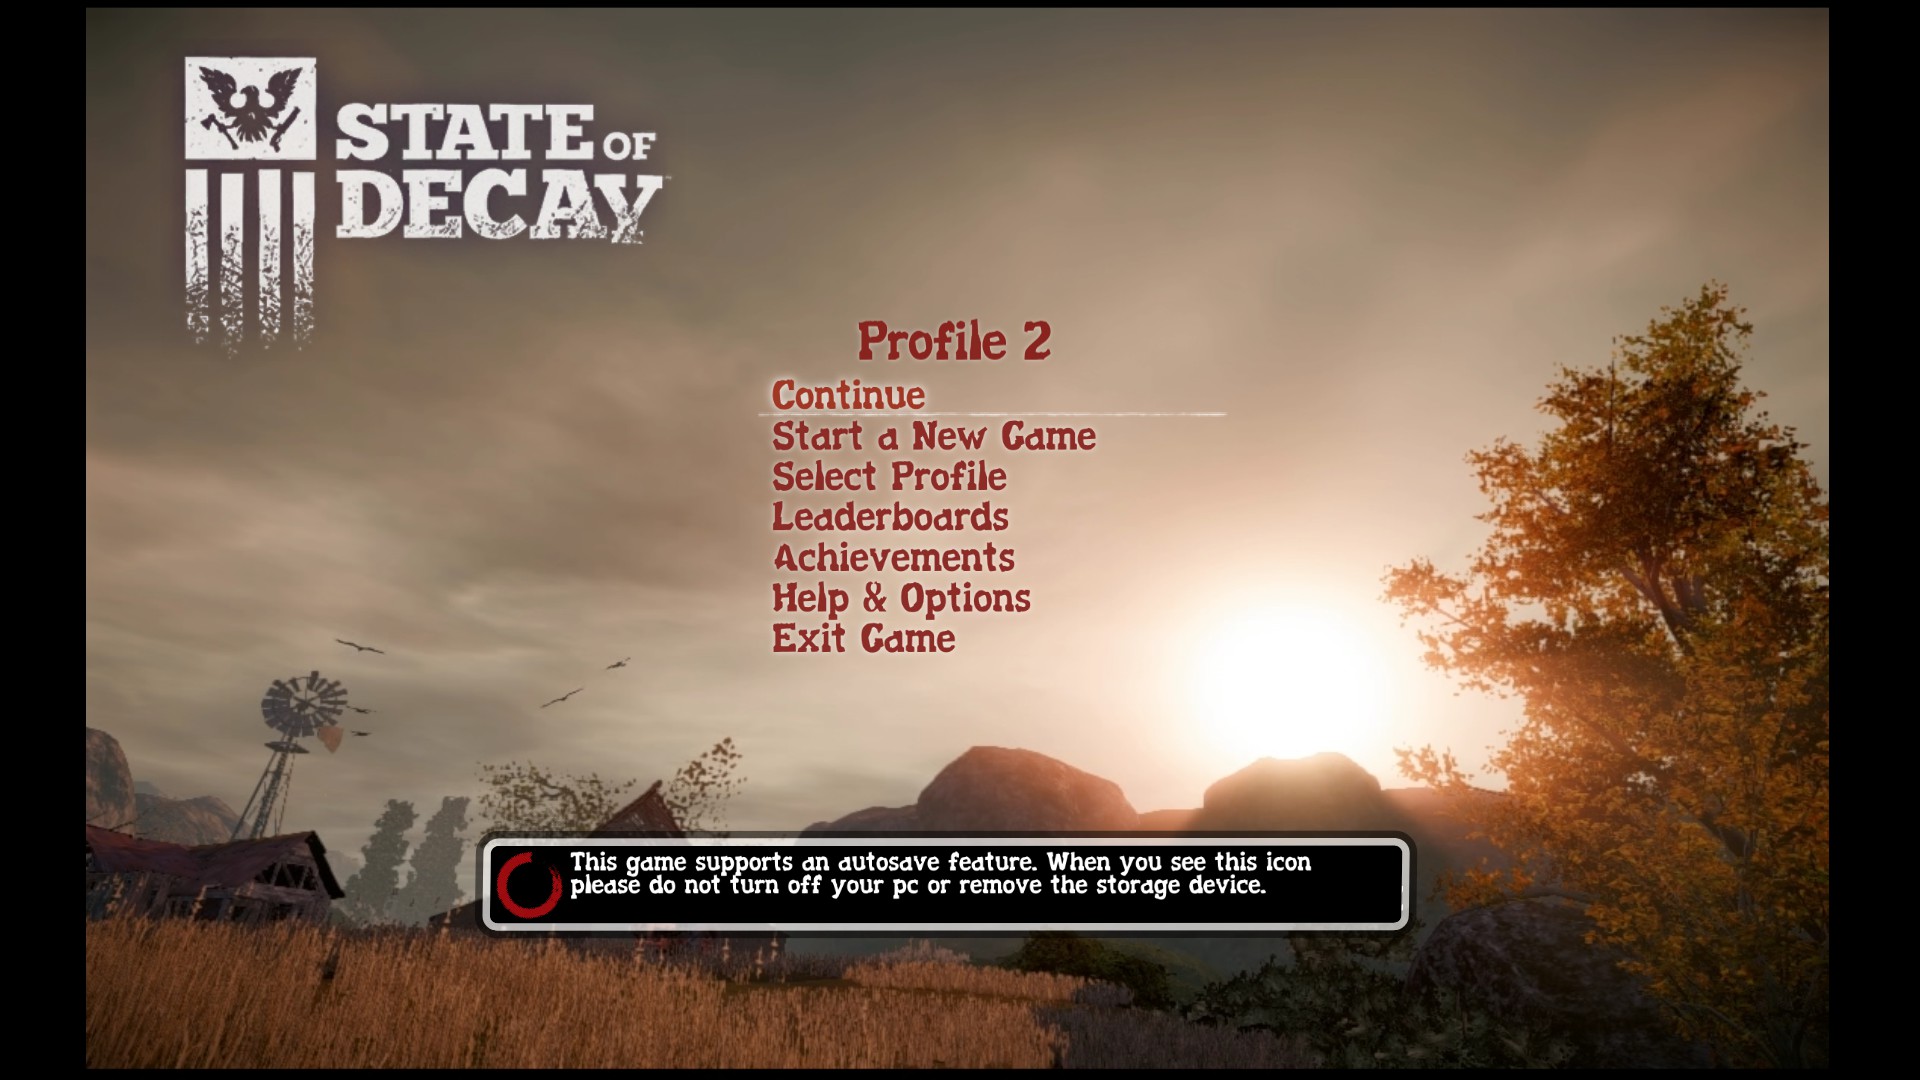 STATE OF
DECAY
Profile 2
Continue
Start a New Game
Select Profile
Leaderboards
Achievements
Help & Options
Exit Game
This game supports an autosave feature. When you see this icon
please do not turn off your pc or remove the storage device.